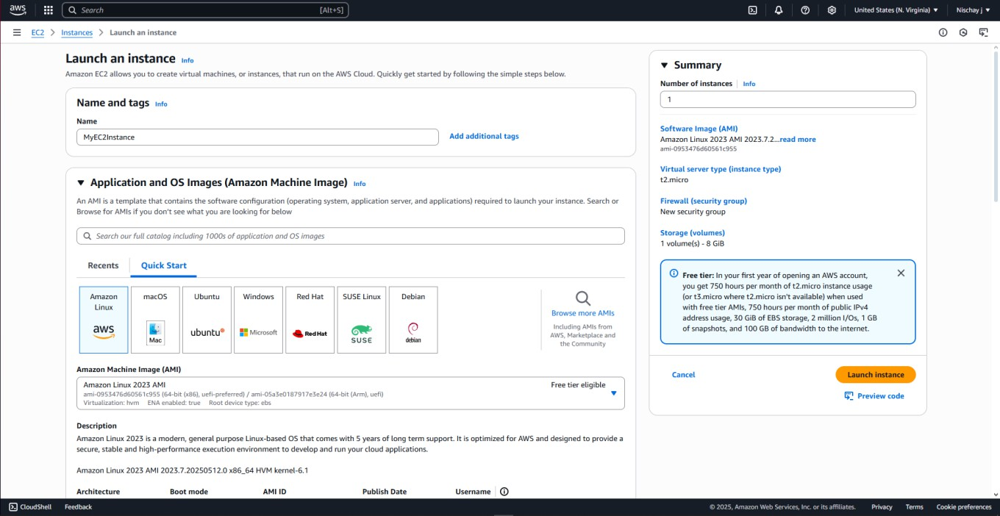 aws
Search [Alt+S]
United States (N. Virginia) ▼
Nischay j ▼
EC2 > Instances > Launch an instance
Launch an instance Info
Amazon EC2 allows you to create virtual machines, or instances, that run on the AWS Cloud. Quickly get started by following the simple steps below.
Name and tags Info
Name
MyEC2Instance
Add additional tags
▼ Application and OS Images (Amazon Machine Image) Info
An AMI is a template that contains the software configuration (operating system, application server, and applications) required to launch your instance. Search or
Browse for AMIs if you don't see what you are looking for below
Search our full catalog including 1000s of application and OS images
Recents
Quick Start
Amazon
Linux
aws
macOS
Mac
Ubuntu
ubuntu
Windows
Microsoft
Red Hat
Red Hat
SUSE Linux
SUSE
Debian
debian
Browse more AMIs
Including AMIs from
AWS, Marketplace and
the Community
Amazon Machine Image (AMI)
Amazon Linux 2023 AMI
Free tier eligible
ami-0953476d60561c955 (64-bit (x86), uefi-preferred) / ami-05a3e0187917e3e24 (64-bit (Arm), uefi)
Virtualization: hvm ENA enabled: true Root device type: ebs
Description
Amazon Linux 2023 is a modern, general purpose Linux-based OS that comes with 5 years of long term support. It is optimized for AWS and designed to provide a
secure, stable and high-performance execution environment to develop and run your cloud applications.
Amazon Linux 2023 AMI 2023.7.20250512.0 x86_64 HVM kernel-6.1
Architecture Boot mode AMI ID Publish Date Username
▼ Summary
Number of instances Info
1
Software Image (AMI)
Amazon Linux 2023 AMI 2023.7.2...read more
ami-0953476d60561c955
Virtual server type (instance type)
t2.micro
Firewall (security group)
New security group
Storage (volumes)
1 volume(s) - 8 GiB
Free tier: In your first year of opening an AWS account,
you get 750 hours per month of t2.micro instance usage
(or t3.micro where t2.micro isn't available) when used
with free tier AMIs, 750 hours per month of public IPv4
address usage, 30 GiB of EBS storage, 2 million I/Os, 1 GB
of snapshots, and 100 GB of bandwidth to the internet.
Cancel
Launch instance
Preview code
CloudShell Feedback
© 2025, Amazon Web Services, Inc. or its affiliates. Privacy Terms Cookie preferences